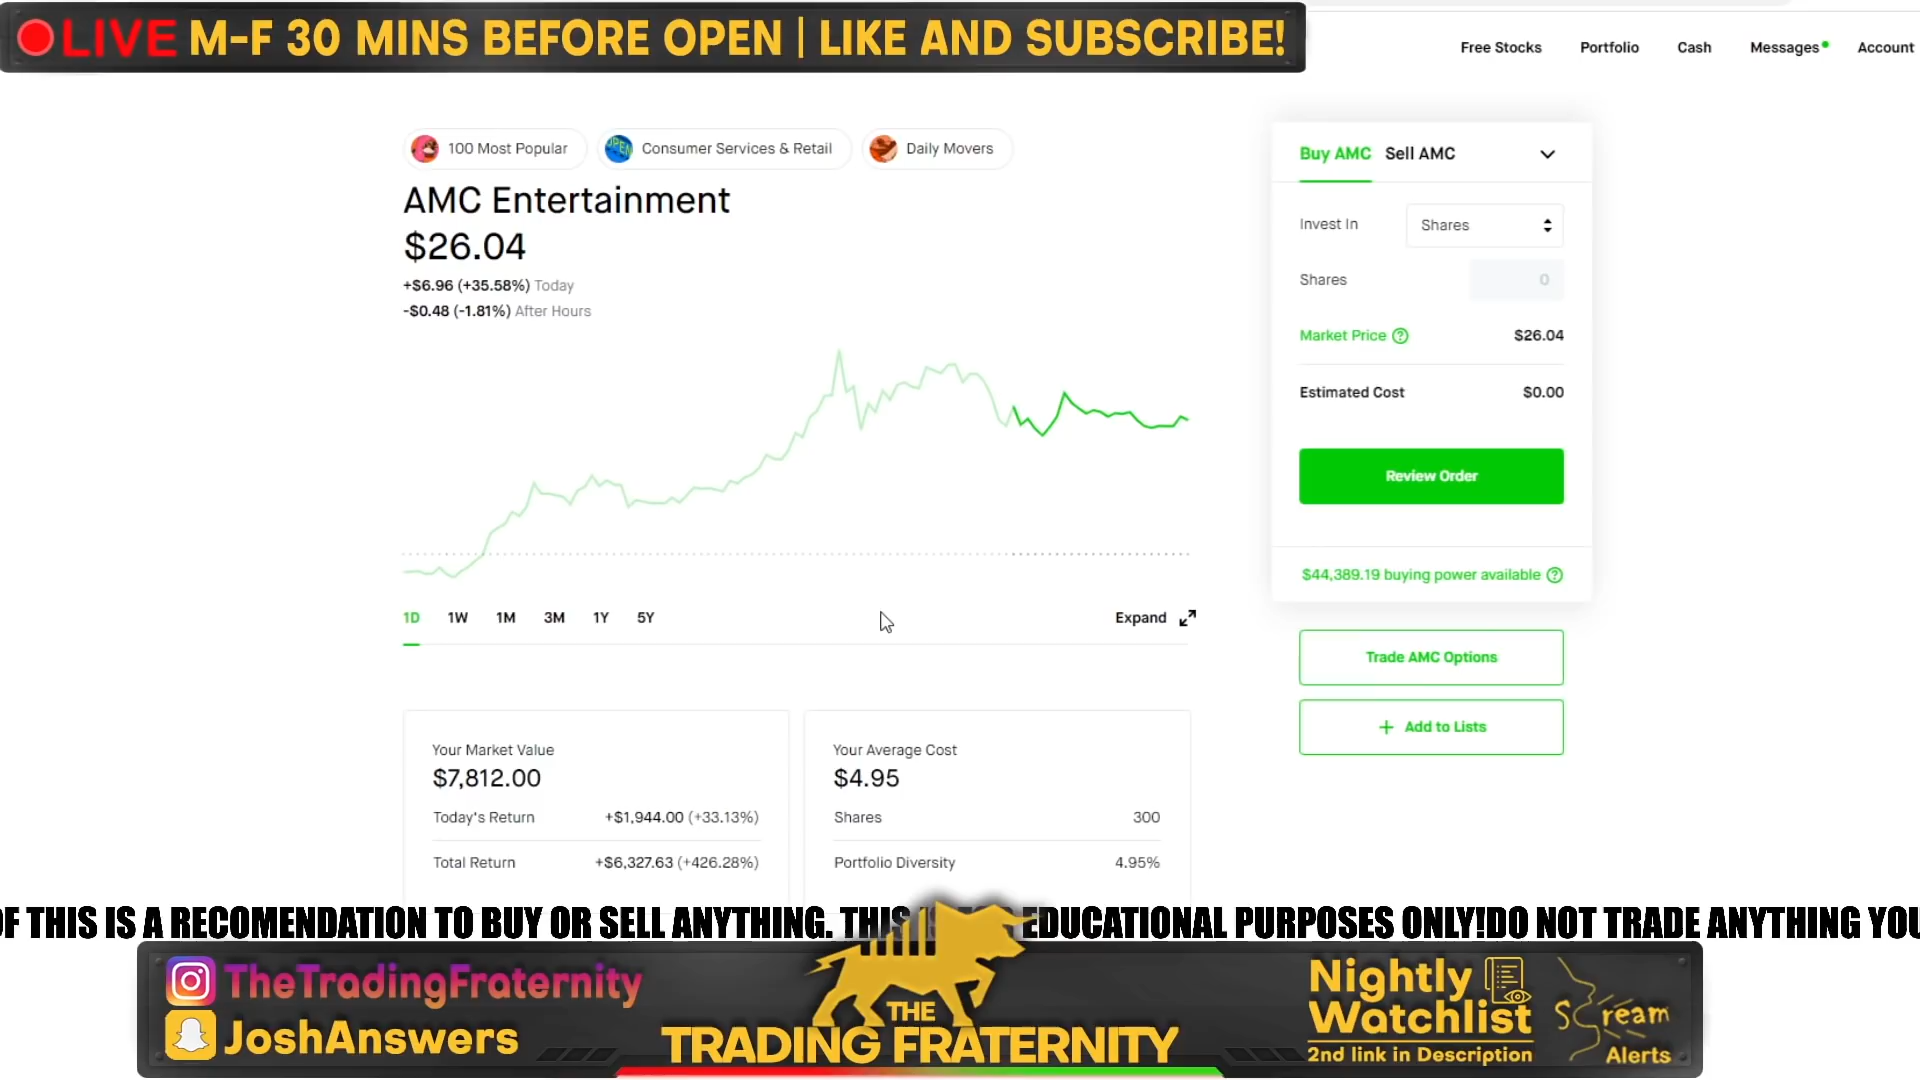 LIVE M-F 30 MINS BEFORE OPEN | LIKE AND SUBSCRIBE!
Free Stocks Portfolio Cash Messages Account
100 Most Popular Consumer Services & Retail Daily Movers
AMC Entertainment
$26.04
+$6.96 (+35.58%) Today
-$0.48 (-1.81%) After Hours
1D 1W 1M 3M 1Y 5Y Expand
Buy AMC Sell AMC
Invest In Shares
Shares 0
Market Price ? $26.04
Estimated Cost $0.00
Review Order
$44,389.19 buying power available ?
Trade AMC Options
+ Add to Lists
Your Market Value
$7,812.00
Today's Return +$1,944.00 (+33.13%)
Total Return +$6,327.63 (+426.28%)
Your Average Cost
$4.95
Shares 300
Portfolio Diversity 4.95%
OF THIS IS A RECOMENDATION TO BUY OR SELL ANYTHING. THIS EDUCATIONAL PURPOSES ONLY!DO NOT TRADE ANYTHING YOU
TheTradingFraternity
JoshAnswers
THE
TRADING FRATERNITY
Nightly
Watchlist
2nd link in Description
Scream
Alerts